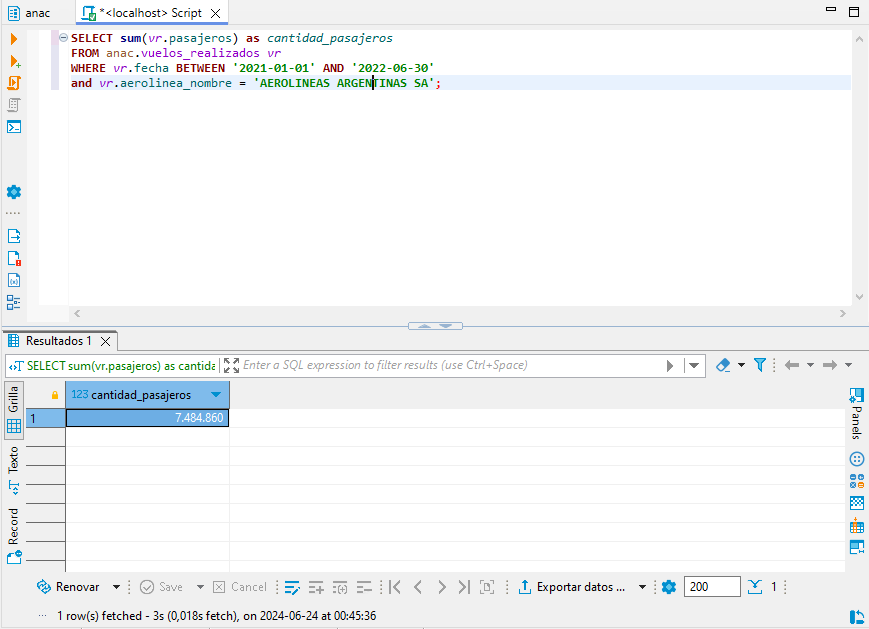 anac
*<localhost> Script
SELECT sum(vr.pasajeros) as cantidad_pasajeros
FROM anac.vuelos_realizados vr
WHERE vr.fecha BETWEEN '2021-01-01' AND '2022-06-30'
and vr.aerolinea_nombre = 'AEROLINEAS ARGENTINAS SA';
Resultados 1
SELECT sum(vr.pasajeros) as cantida
Enter a SQL expression to filter results (use Ctrl+Space)
Grilla
Texto
Record
123 cantidad_pasajeros
1
7.484.860
Panels
Renovar
Save
Cancel
Exportar datos ...
200
1
1 row(s) fetched - 3s (0,018s fetch), on 2024-06-24 at 00:45:36